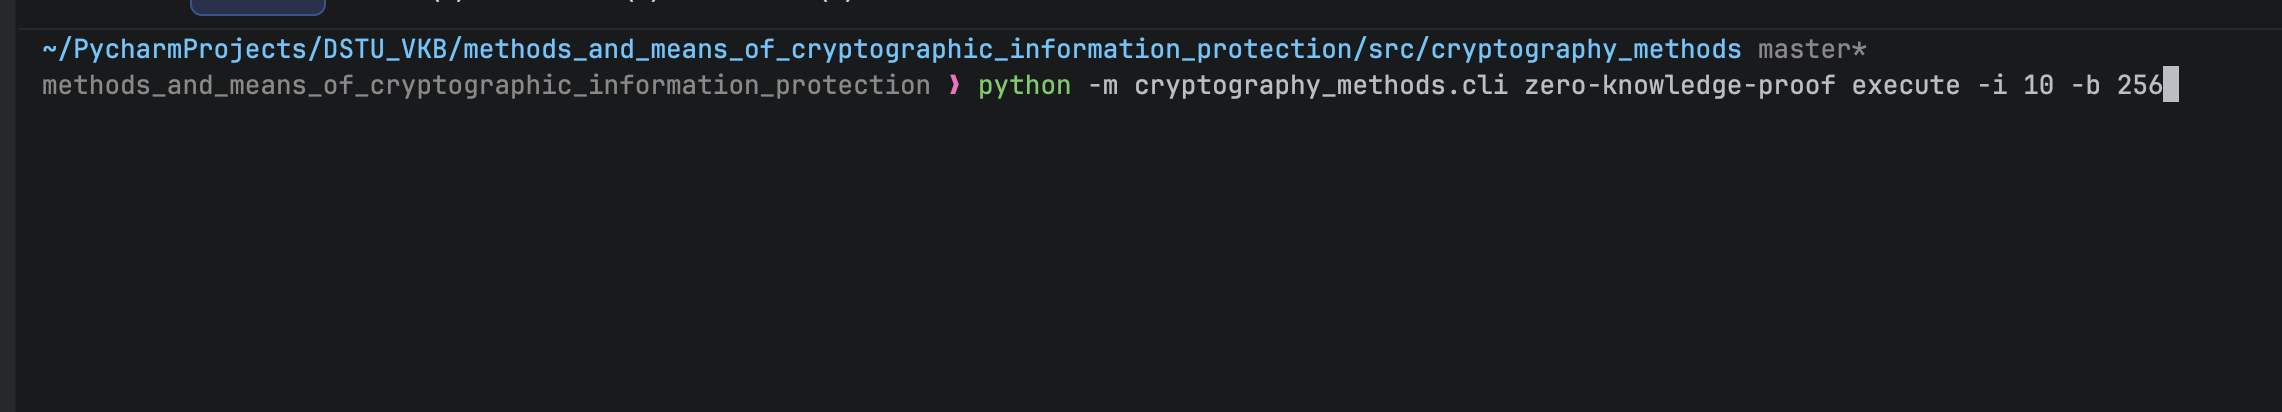 ~/PycharmProjects/DSTU_VKB/methods_and_means_of_cryptographic_information_protection/src/cryptography_methods master*
methods_and_means_of_cryptographic_information_protection ❯ python -m cryptography_methods.cli zero-knowledge-proof execute -i 10 -b 256